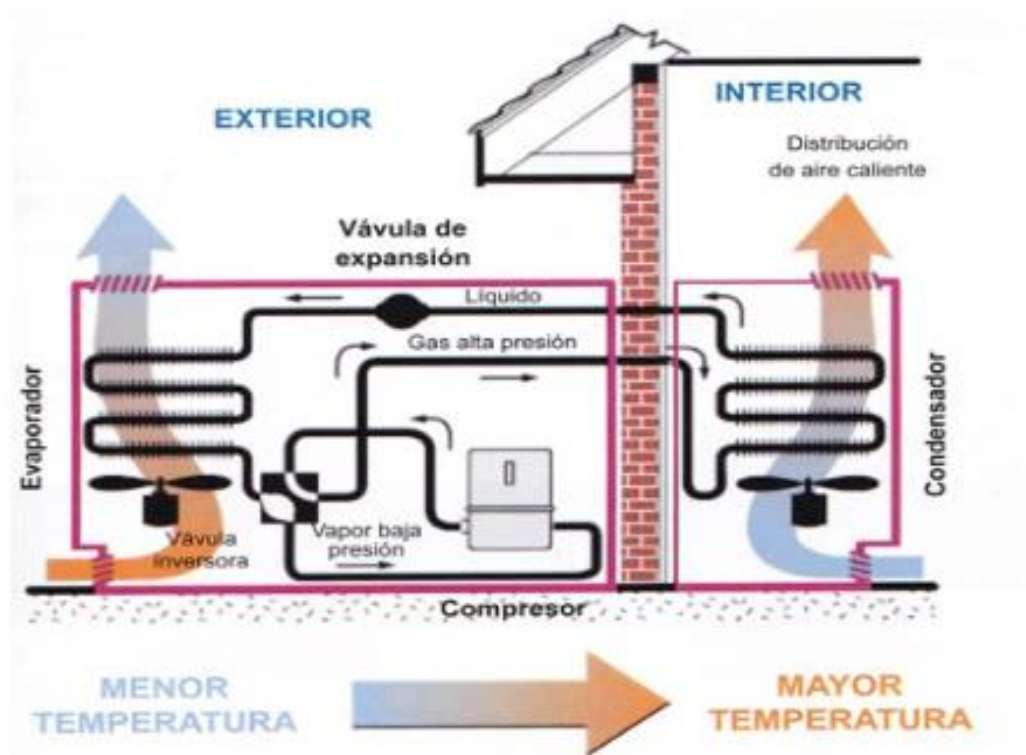 EXTERIOR
INTERIOR
Distribución
de aire caliente
Vávula de
expansión
Líquido
Gas alta presión
Evaporador
Condensador
Vávula
inversora
Vapor baja
presión
Compresor
MENOR
TEMPERATURA
MAYOR
TEMPERATURA